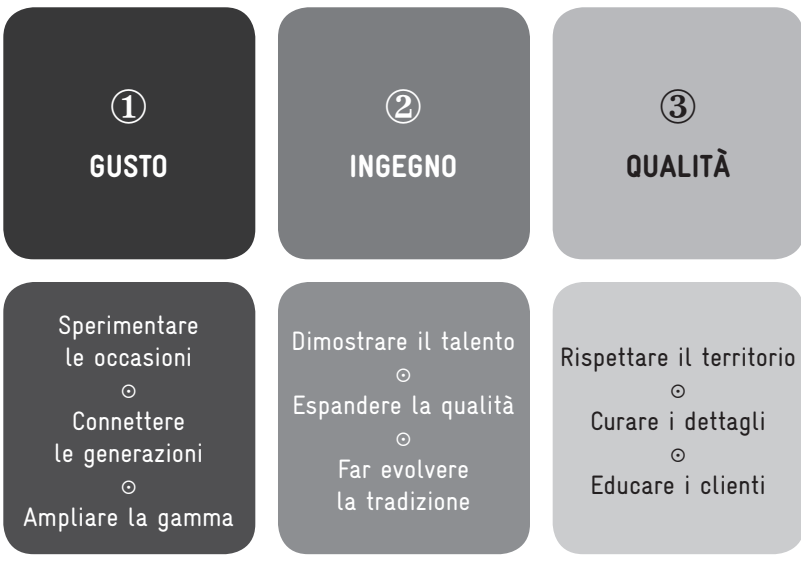 ①
GUSTO
②
INGEGNO
③
QUALITÀ
Sperimentare
le occasioni
⊙
Connettere
le generazioni
⊙
Ampliare la gamma
Dimostrare il talento
⊙
Espandere la qualità
⊙
Far evolvere
la tradizione
Rispettare il territorio
⊙
Curare i dettagli
⊙
Educare i clienti